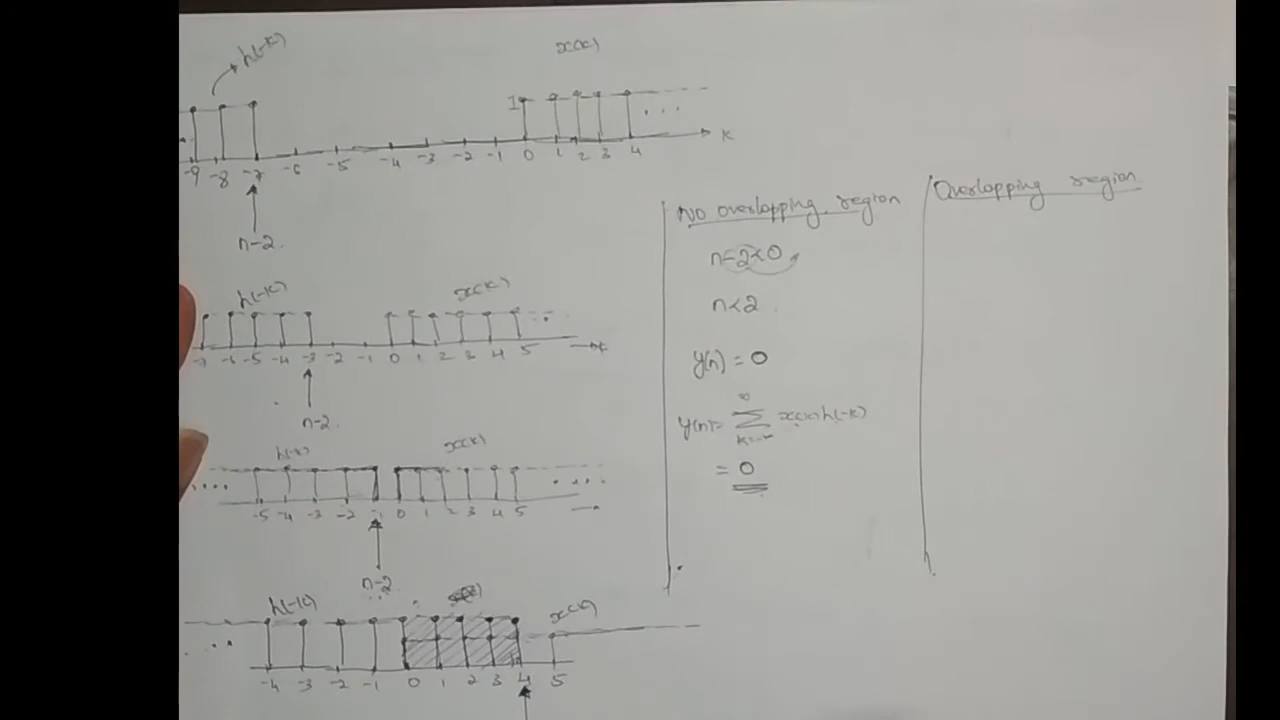 h(-k)
x(k)
1
-9 -8 -7 -6 -5 -4 -3 -2 -1 0 1 2 3 4 ... k
n-2.
h(-k)
x(k)
-7 -6 -5 -4 -3 -2 -1 0 1 2 3 4 5
n-2.
h(-k)
x(k)
-5 -4 -3 -2 -1 0 1 2 3 4 5
n-2
h(-k)
x(k)
-4 -3 -2 -1 0 1 2 3 4 5
No overlapping region
n-2<0
n<2
y(n) = 0
y(n)= ∞∑k=-∞ x(k)h(-k)
= 0
Overlapping region